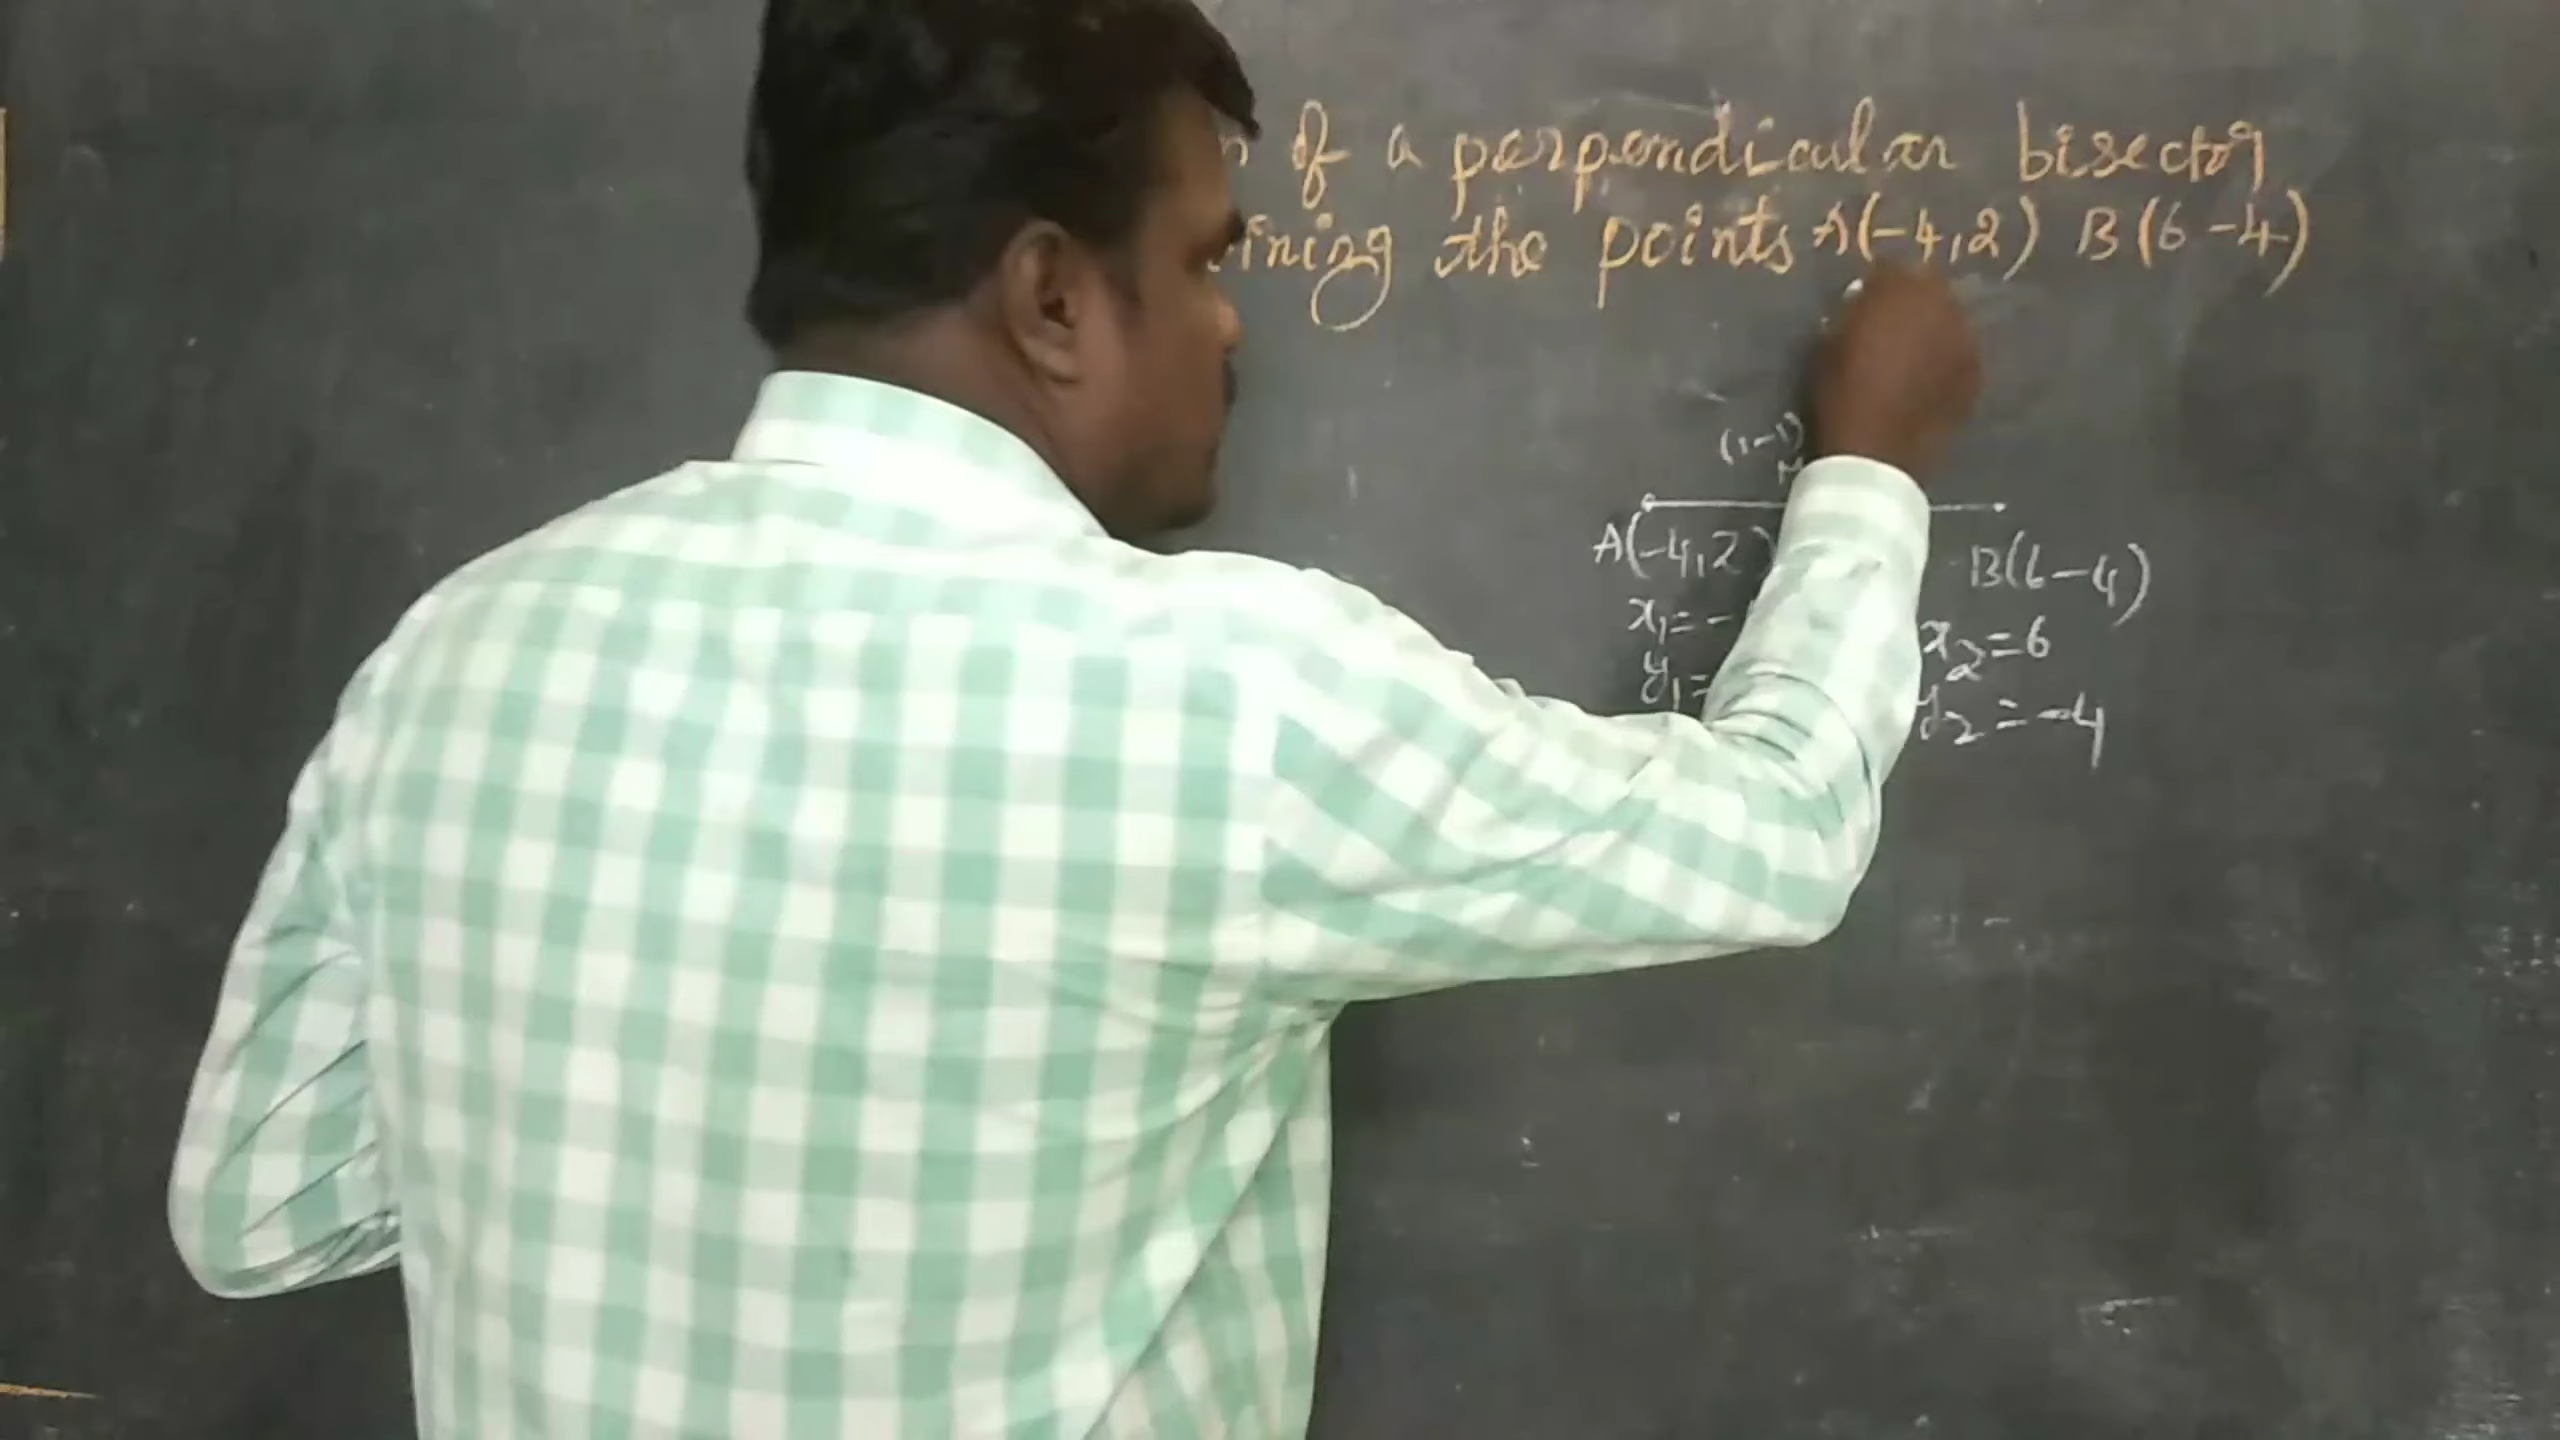 of a perpendicular bisector
the points A(-4,2) B(6 -4)
(1-1)
M
A(-4,2) B(6-4)
x₁=- x₂=6
y₁= y₂=-4